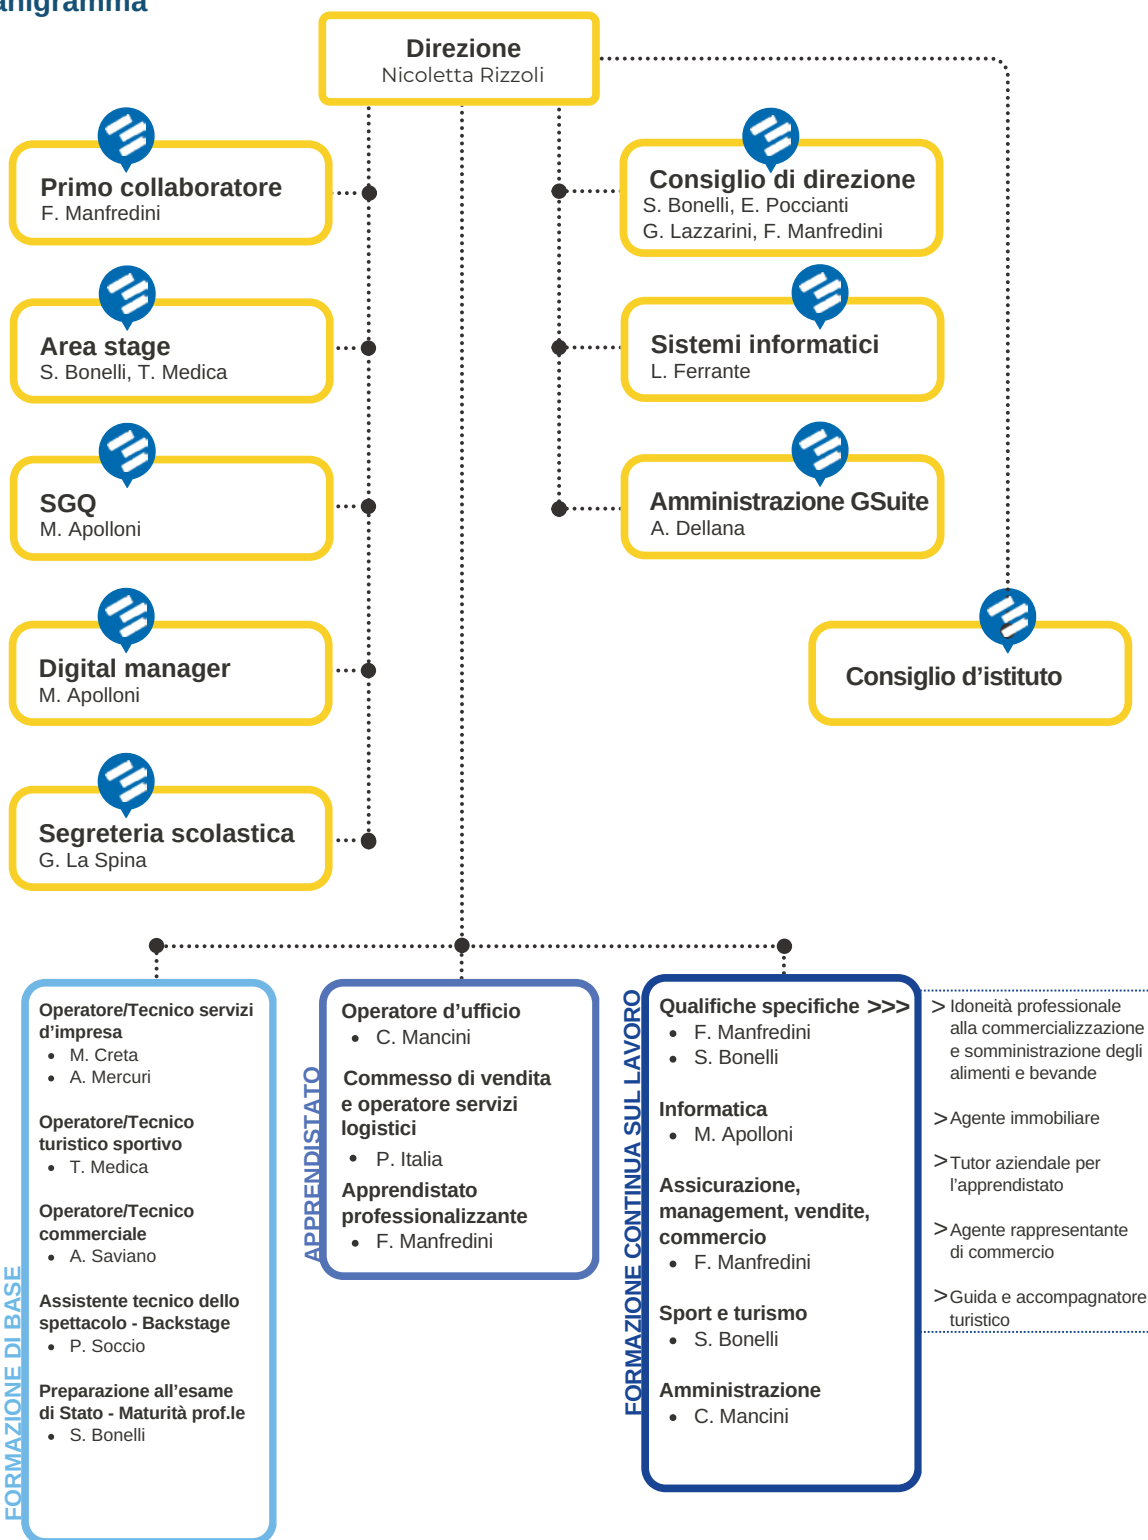 anigramma
Direzione
Nicoletta Rizzoli
Primo collaboratore
F. Manfredini
Area stage
S. Bonelli, T. Medica
SGQ
M. Apolloni
Digital manager
M. Apolloni
Segreteria scolastica
G. La Spina
Consiglio di direzione
S. Bonelli, E. Poccianti
G. Lazzarini, F. Manfredini
Sistemi informatici
L. Ferrante
Amministrazione GSuite
A. Dellana
Consiglio d’istituto
FORMAZIONE DI BASE
Operatore/Tecnico servizi
d’impresa
• M. Creta
• A. Mercuri
Operatore/Tecnico
turistico sportivo
• T. Medica
Operatore/Tecnico
commerciale
• A. Saviano
Assistente tecnico dello
spettacolo - Backstage
• P. Soccio
Preparazione all’esame
di Stato - Maturità prof.le
• S. Bonelli
APPRENDISTATO
Operatore d’ufficio
• C. Mancini
Commesso di vendita
e operatore servizi
logistici
• P. Italia
Apprendistato
professionalizzante
• F. Manfredini
FORMAZIONE CONTINUA SUL LAVORO
Qualifiche specifiche >>>
• F. Manfredini
• S. Bonelli
Informatica
• M. Apolloni
Assicurazione,
management, vendite,
commercio
• F. Manfredini
Sport e turismo
• S. Bonelli
Amministrazione
• C. Mancini
> Idoneità professionale
alla commercializzazione
e somministrazione degli
alimenti e bevande
> Agente immobiliare
> Tutor aziendale per
l’apprendistato
> Agente rappresentante
di commercio
> Guida e accompagnatore
turistico